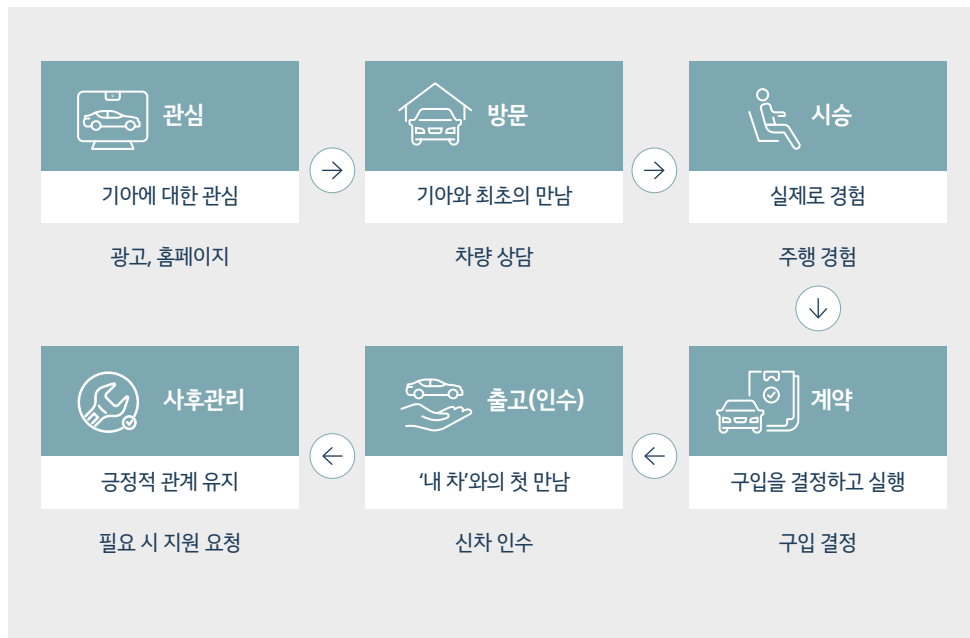 관심
기아에 대한 관심
광고, 홈페이지
방문
기아와 최초의 만남
차량 상담
시승
실제로 경험
주행 경험
계약
구입을 결정하고 실행
구입 결정
출고(인수)
‘내 차’와의 첫 만남
신차 인수
사후관리
긍정적 관계 유지
필요 시 지원 요청